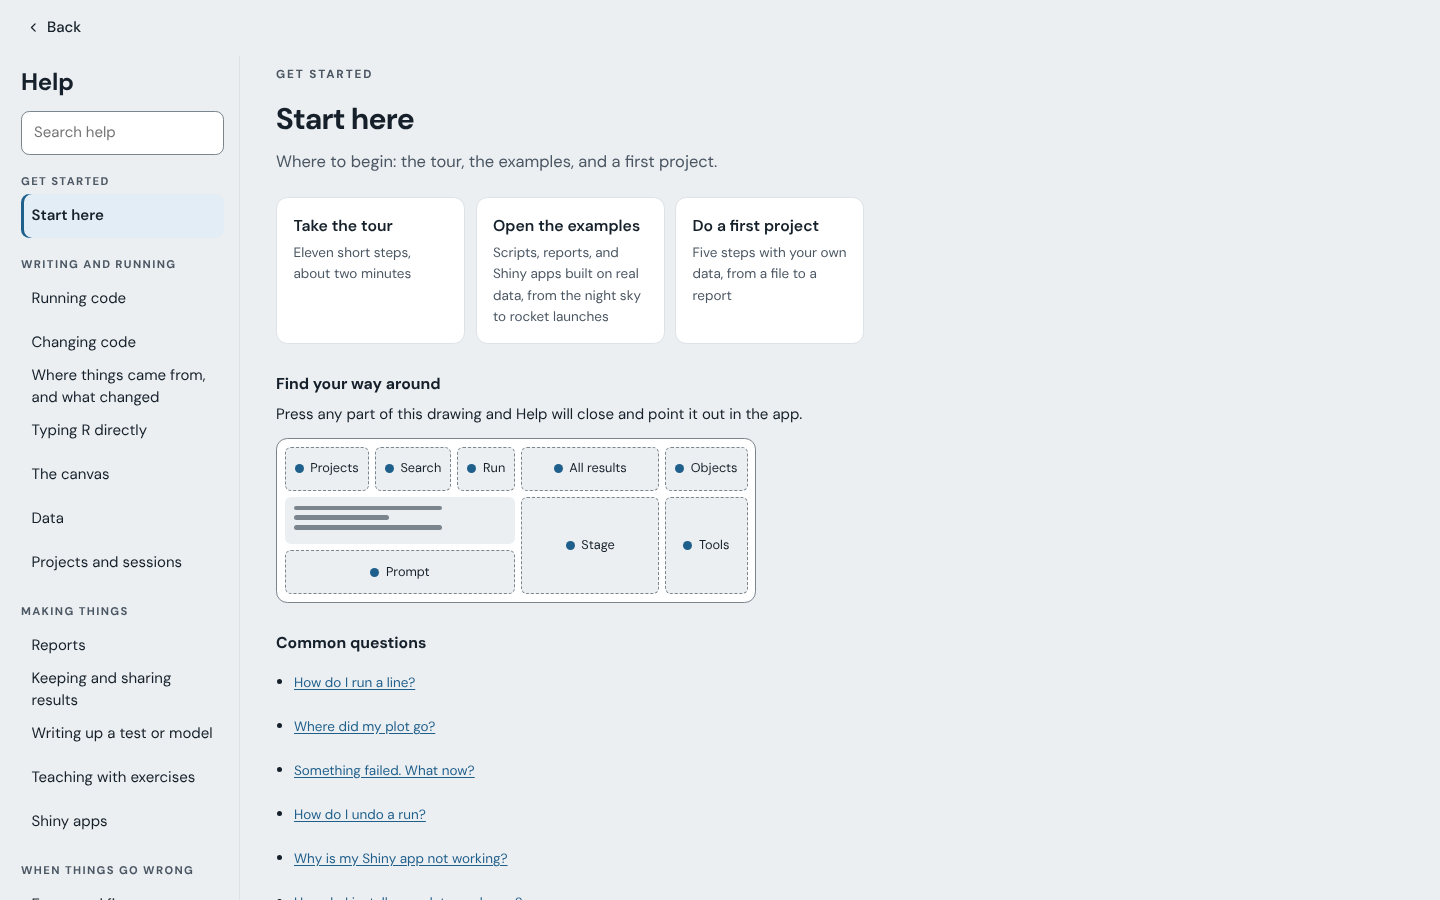 Back
Help
Search help
GET STARTED
Start here
WRITING AND RUNNING
Running code
Changing code
Where things came from,
and what changed
Typing R directly
The canvas
Data
Projects and sessions
MAKING THINGS
Reports
Keeping and sharing
results
Writing up a test or model
Teaching with exercises
Shiny apps
WHEN THINGS GO WRONG
GET STARTED
Start here
Where to begin: the tour, the examples, and a first project.
Take the tour
Eleven short steps,
about two minutes
Open the examples
Scripts, reports, and
Shiny apps built on real
data, from the night sky
to rocket launches
Do a first project
Five steps with your own
data, from a file to a
report
Find your way around
Press any part of this drawing and Help will close and point it out in the app.
Projects
Search
Run
All results
Objects
Stage
Tools
Prompt
Common questions
How do I run a line?
Where did my plot go?
Something failed. What now?
How do I undo a run?
Why is my Shiny app not working?